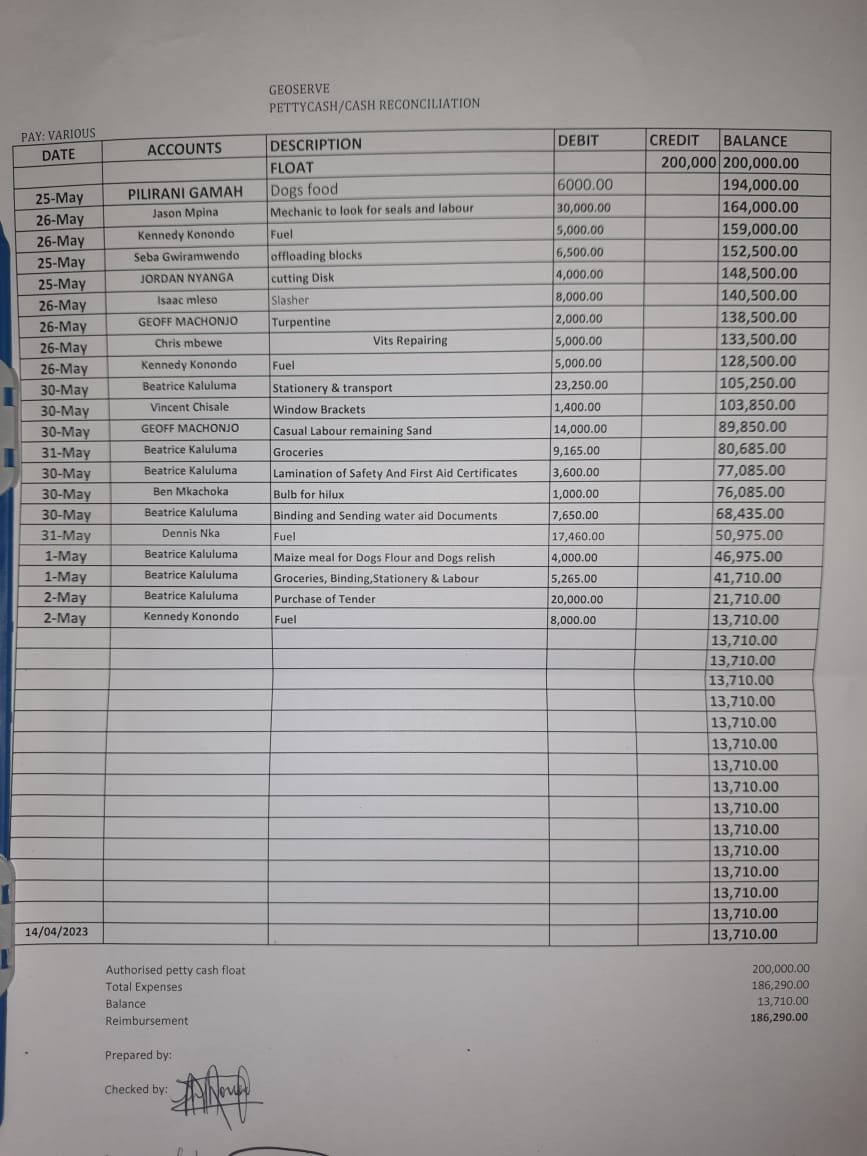 GEOSERVE
PETTYCASH/CASH RECONCILIATION
PAY: VARIOUS
DATE ACCOUNTS DESCRIPTION DEBIT CREDIT BALANCE
FLOAT 200,000 200,000.00
25-May PILIRANI GAMAH Dogs food 6000.00 194,000.00
26-May Jason Mpina Mechanic to look for seals and labour 30,000.00 164,000.00
26-May Kennedy Konondo Fuel 5,000.00 159,000.00
25-May Seba Gwiramwendo offloading blocks 6,500.00 152,500.00
25-May JORDAN NYANGA cutting Disk 4,000.00 148,500.00
26-May Isaac mleso Slasher 8,000.00 140,500.00
26-May GEOFF MACHONJO Turpentine 2,000.00 138,500.00
26-May Chris mbewe Vits Repairing 5,000.00 133,500.00
26-May Kennedy Konondo Fuel 5,000.00 128,500.00
30-May Beatrice Kaluluma Stationery & transport 23,250.00 105,250.00
30-May Vincent Chisale Window Brackets 1,400.00 103,850.00
30-May GEOFF MACHONJO Casual Labour remaining Sand 14,000.00 89,850.00
31-May Beatrice Kaluluma Groceries 9,165.00 80,685.00
30-May Beatrice Kaluluma Lamination of Safety And First Aid Certificates 3,600.00 77,085.00
30-May Ben Mkachoka Bulb for hilux 1,000.00 76,085.00
30-May Beatrice Kaluluma Binding and Sending water aid Documents 7,650.00 68,435.00
31-May Dennis Nka Fuel 17,460.00 50,975.00
1-May Beatrice Kaluluma Maize meal for Dogs Flour and Dogs relish 4,000.00 46,975.00
1-May Beatrice Kaluluma Groceries, Binding,Stationery & Labour 5,265.00 41,710.00
2-May Beatrice Kaluluma Purchase of Tender 20,000.00 21,710.00
2-May Kennedy Konondo Fuel 8,000.00 13,710.00
13,710.00
13,710.00
13,710.00
13,710.00
13,710.00
13,710.00
13,710.00
13,710.00
13,710.00
13,710.00
13,710.00
13,710.00
13,710.00
13,710.00
14/04/2023 13,710.00
Authorised petty cash float 200,000.00
Total Expenses 186,290.00
Balance 13,710.00
Reimbursement 186,290.00
Prepared by:
Checked by: